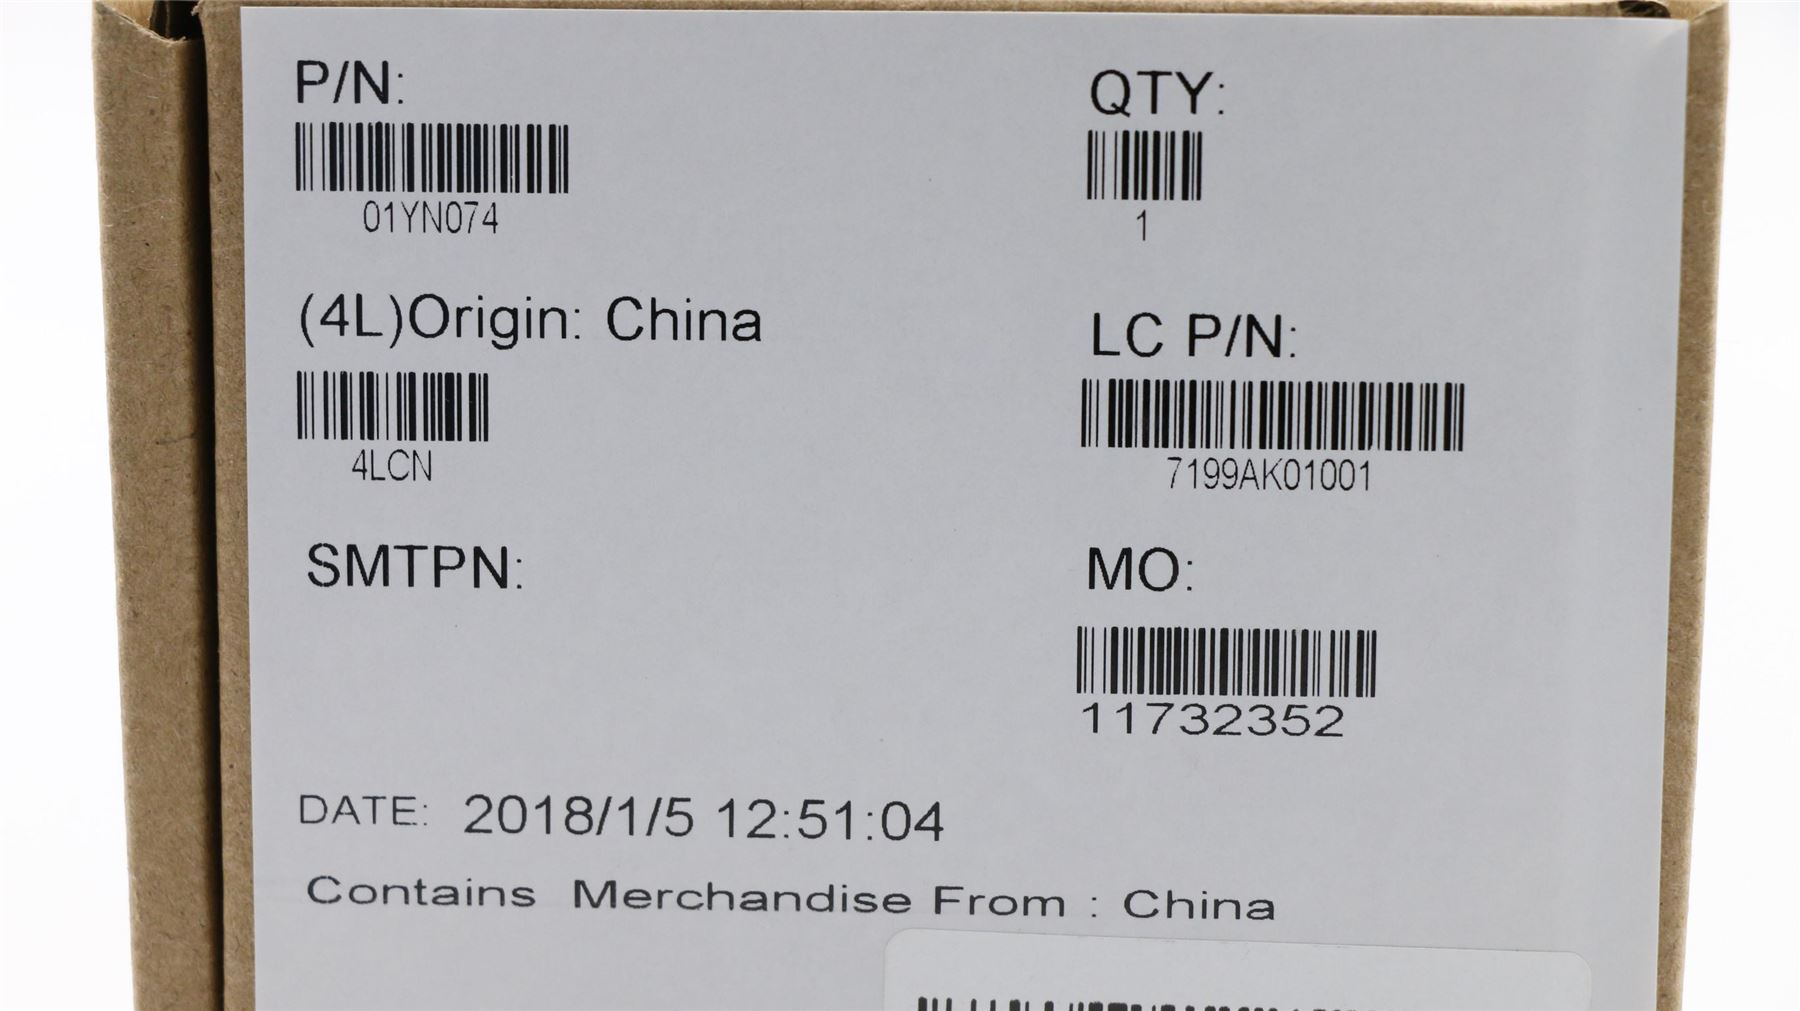 P/N:
01YN074
QTY:
1
(4L)Origin: China
4LCN
LC P/N:
7199AK01001
SMTPN:
MO:
11732352
DATE: 2018/1/5 12:51:04
Contains Merchandise From : China